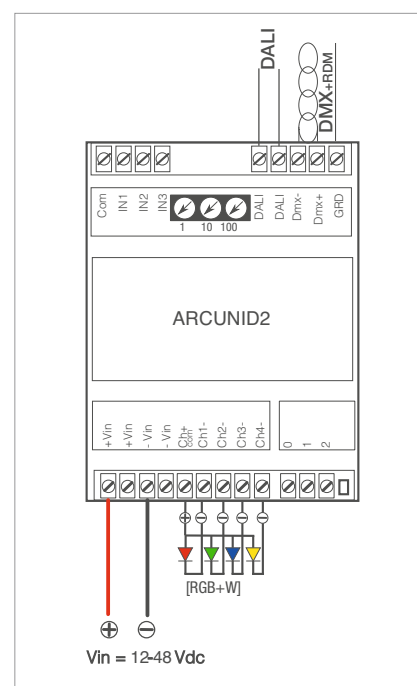 DALI
DMX+RDM
Com IN1 IN2 IN3 DALI DALI Dmx- Dmx+ GRD
1 10 100
ARCUNID2
+Vin +Vin - Vin - Vin Ch+ com Ch1- Ch2- Ch3- Ch4- 0 1 2
+ - - - -
[RGB+W]
+ -
Vin = 12-48 Vdc